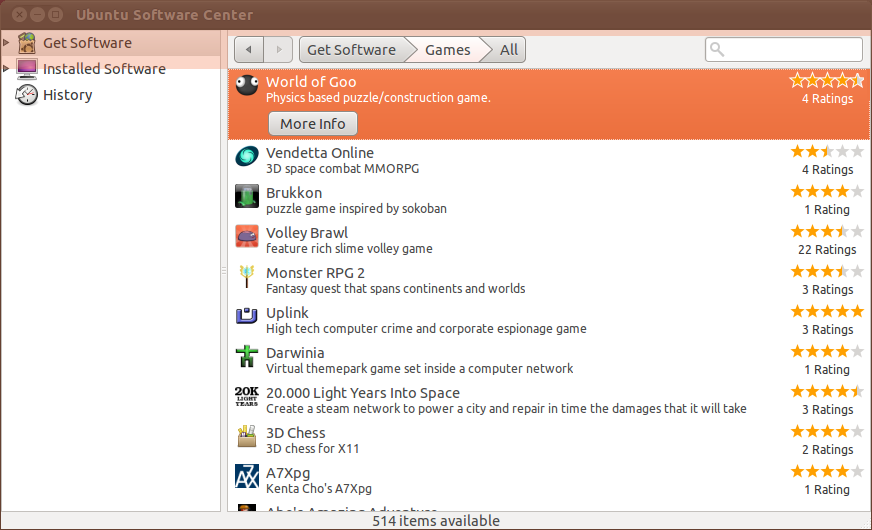 Ubuntu Software Center
Get Software
Installed Software
History
Get Software
Games
All
World of Goo
Physics based puzzle/construction game.
4 Ratings
More Info
Vendetta Online
3D space combat MMORPG
4 Ratings
Brukkon
puzzle game inspired by sokoban
1 Rating
Volley Brawl
feature rich slime volley game
22 Ratings
Monster RPG 2
Fantasy quest that spans continents and worlds
3 Ratings
Uplink
High tech computer crime and corporate espionage game
3 Ratings
Darwinia
Virtual themepark game set inside a computer network
1 Rating
20K
LIGHT
YEARS
20.000 Light Years Into Space
Create a steam network to power a city and repair in time the damages that it will take
3 Ratings
3D Chess
3D chess for X11
2 Ratings
A7X
A7Xpg
Kenta Cho's A7Xpg
1 Rating
Abe's Amazing Adventure
514 items available